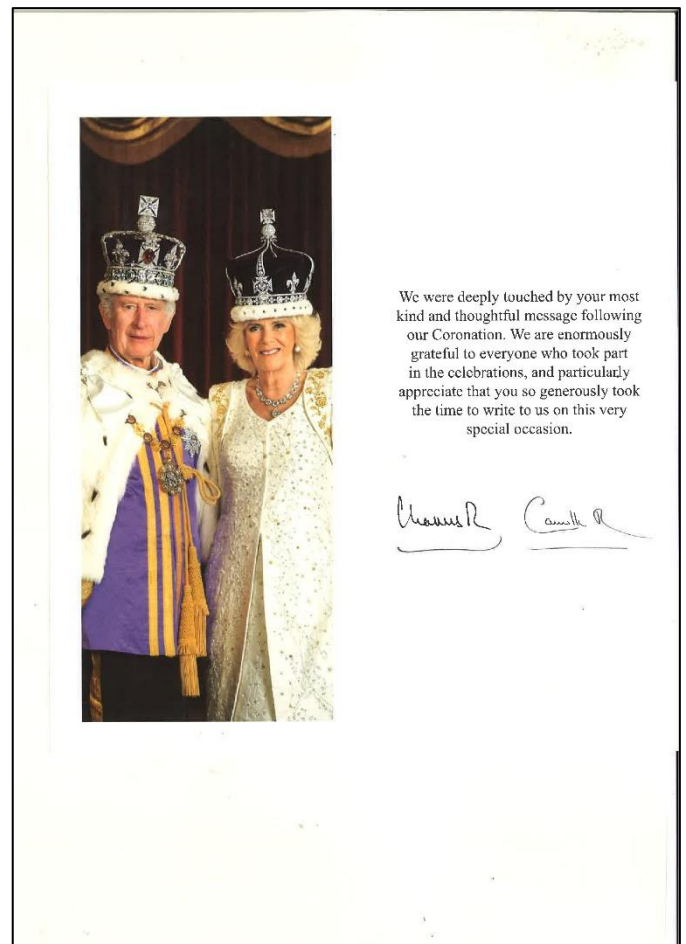 We were deeply touched by your most
kind and thoughtful message following
our Coronation. We are enormously
grateful to everyone who took part
in the celebrations, and particularly
appreciate that you so generously took
the time to write to us on this very
special occasion.
Charles R Camilla R